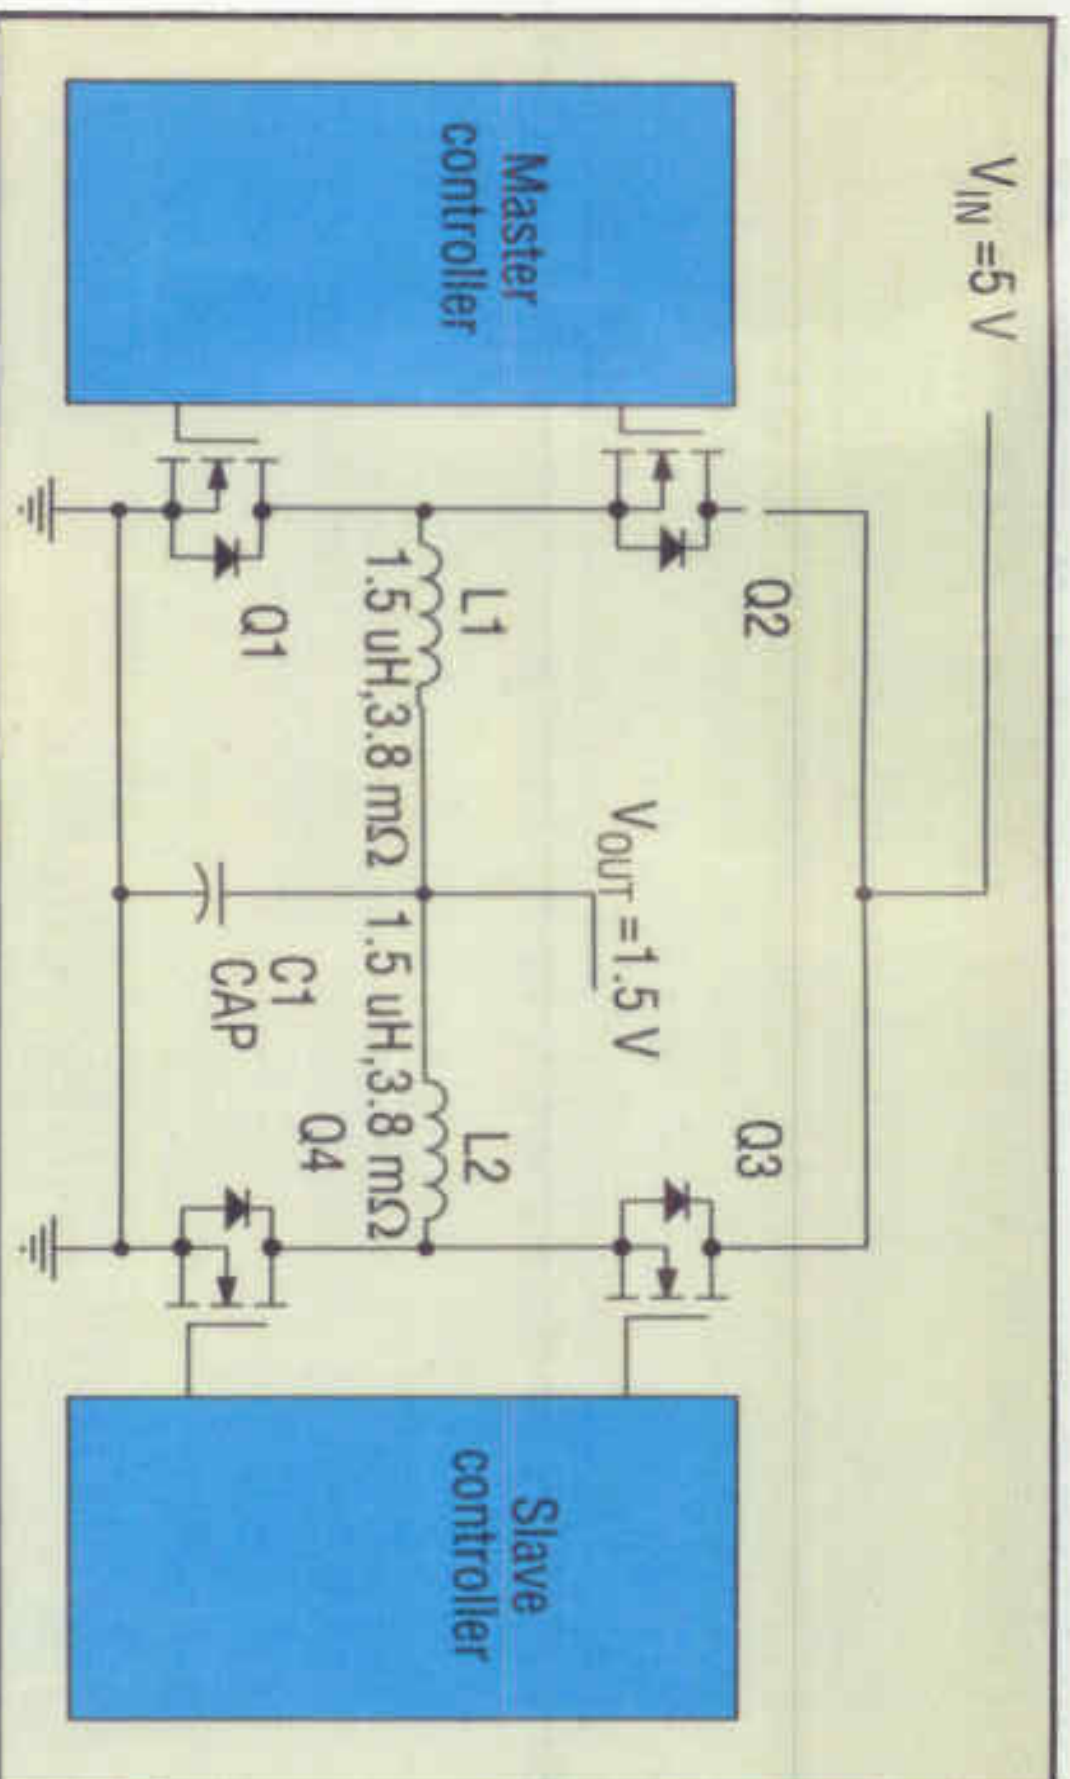 V_IN =5 V
Master
controller
Q2
L1
1.5 uH,3.8 mΩ
Q1
V_OUT =1.5 V
C1
CAP
Q3
L2
1.5 uH,3.8 mΩ
Q4
Slave
controller